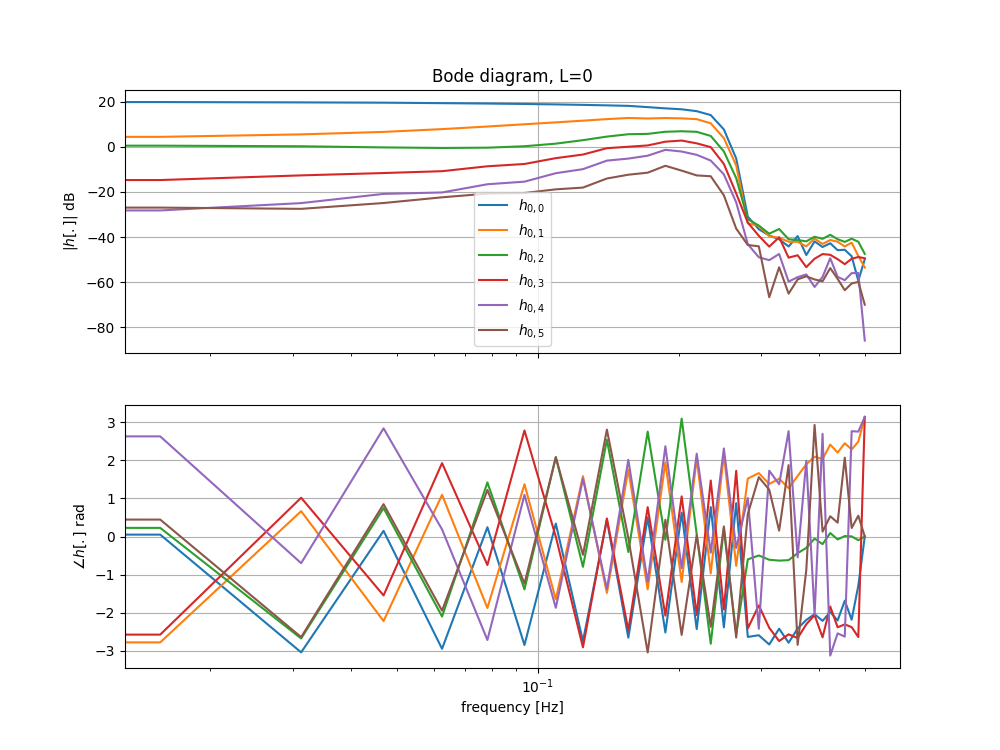 Bode diagram, L=0
|h[.]| dB
20
0
−20
−40
−60
−80
h0,0
h0,1
h0,2
h0,3
h0,4
h0,5
∠h[.] rad
3
2
1
0
−1
−2
−3
10−1
frequency [Hz]